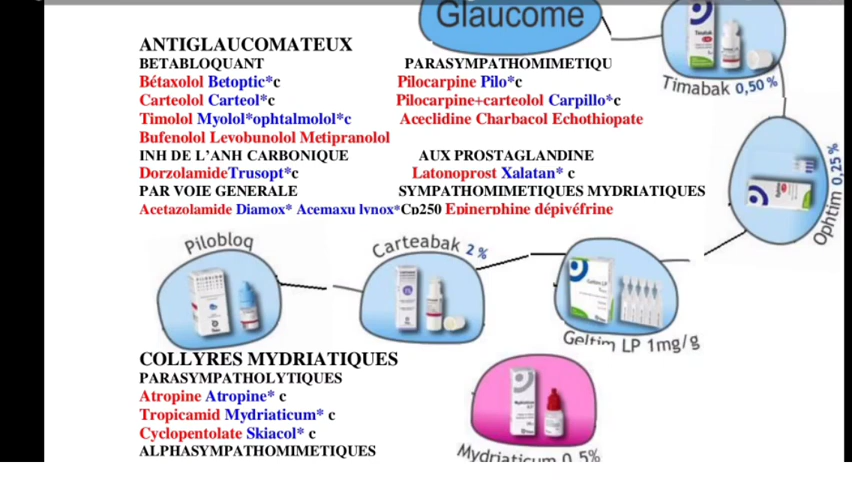 Glaucome
ANTIGLAUCOMATEUX
BETABLOQUANT PARASYMPATHOMIMETIQU
Bétaxolol Betoptic*c Pilocarpine Pilo*c
Carteolol Carteol*c Pilocarpine+carteolol Carpillo*c
Timolol Myolol*ophtalmolol*c Aceclidine Charbacol Echothiopate
Bufenolol Levobunolol Metipranolol
INH DE L'ANH CARBONIQUE AUX PROSTAGLANDINE
DorzolamideTrusopt*c Latonoprost Xalatan* c
PAR VOIE GENERALE SYMPATHOMIMETIQUES MYDRIATIQUES
Acetazolamide Diamox* Acemaxu lynox*Cp250 Epinerphine dépivéfrine
Timabak 0,50 %
Ophtim 0,25 %
Pilobloq
Carteabak 2%
Geltim LP 1mg/g
COLLYRES MYDRIATIQUES
PARASYMPATHOLYTIQUES
Atropine Atropine* c
Tropicamid Mydriaticum* c
Cyclopentolate Skiacol* c
ALPHASYMPATHOMIMETIQUES
Mydriaticum 0,5%